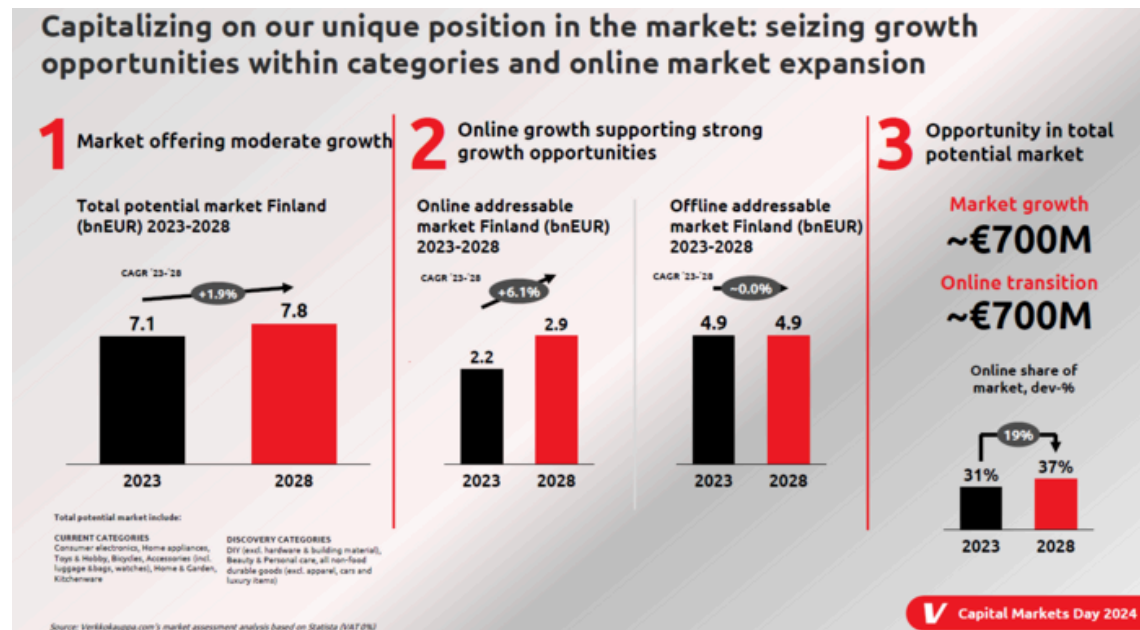 Capitalizing on our unique position in the market: seizing growth
opportunities within categories and online market expansion
1
Market offering moderate growth
Total potential market Finland
(bnEUR) 2023-2028
CAGR ´23-´28
+1.9%
7.1
7.8
2023
2028
Total potential market include:
CURRENT CATEGORIES
Consumer electronics, Home appliances,
Toys & Hobby, Bicycles, Accessories (incl.
luggage &bags, watches), Home & Garden,
Kitchenware
DISCOVERY CATEGORIES
DIY (excl. hardware & building material),
Beauty & Personal care, all non-food
durable goods (excl. apparel, cars and
luxury items)
Source: Verkkokauppa.com's market assessment analysis based on Statista (VAT 0%)
2
Online growth supporting strong
growth opportunities
Online addressable
market Finland (bnEUR)
2023-2028
CAGR ´23-´28
+6.1%
2.2
2.9
2023
2028
Offline addressable
market Finland (bnEUR)
2023-2028
CAGR ´23-´28
~0.0%
4.9
4.9
2023
2028
3
Opportunity in total
potential market
Market growth
~€700M
Online transition
~€700M
Online share of
market, dev-%
19%
31%
37%
2023
2028
V Capital Markets Day 2024